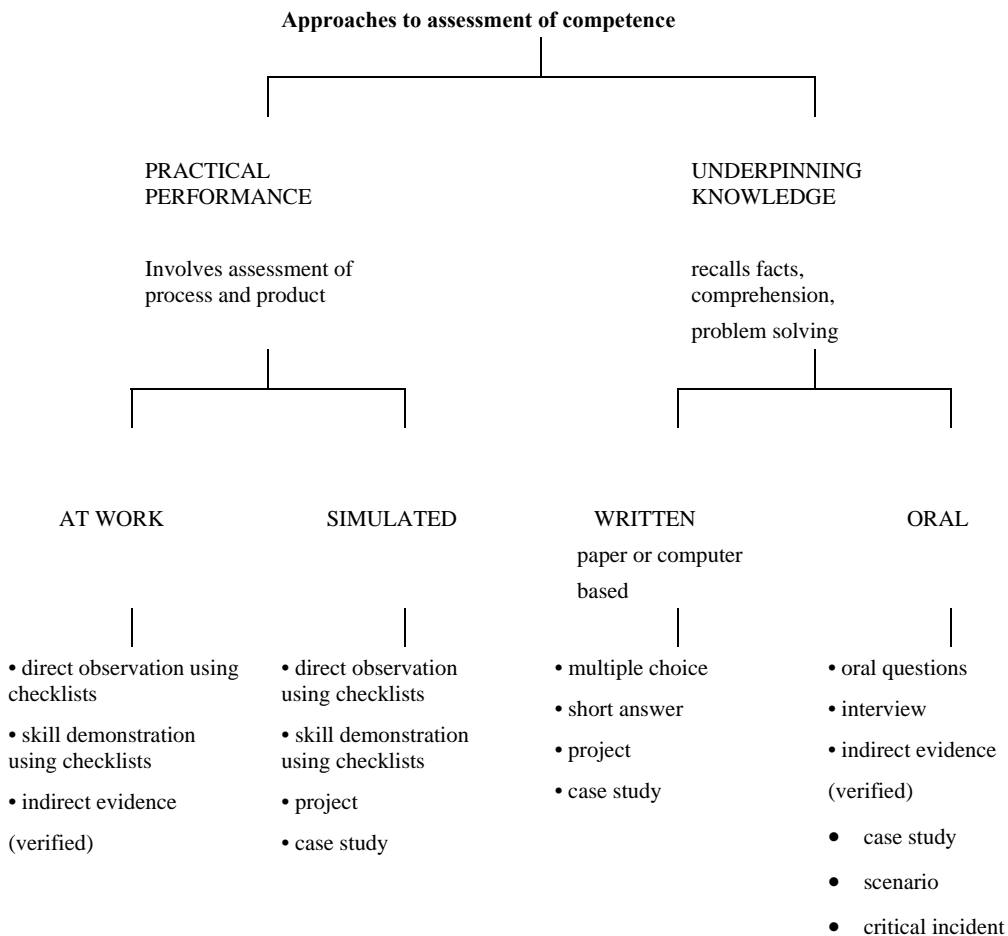 Approaches to assessment of competence
PRACTICAL
PERFORMANCE
Involves assessment of
process and product
UNDERPINNING
KNOWLEDGE
recalls facts,
comprehension,
problem solving
AT WORK
• direct observation using
checklists
• skill demonstration
using checklists
• indirect evidence
(verified)
SIMULATED
• direct observation
using checklists
• skill demonstration
using checklists
• project
• case study
WRITTEN
paper or computer
based
• multiple choice
• short answer
• project
• case study
ORAL
• oral questions
• interview
• indirect evidence
(verified)
• case study
• scenario
• critical incident